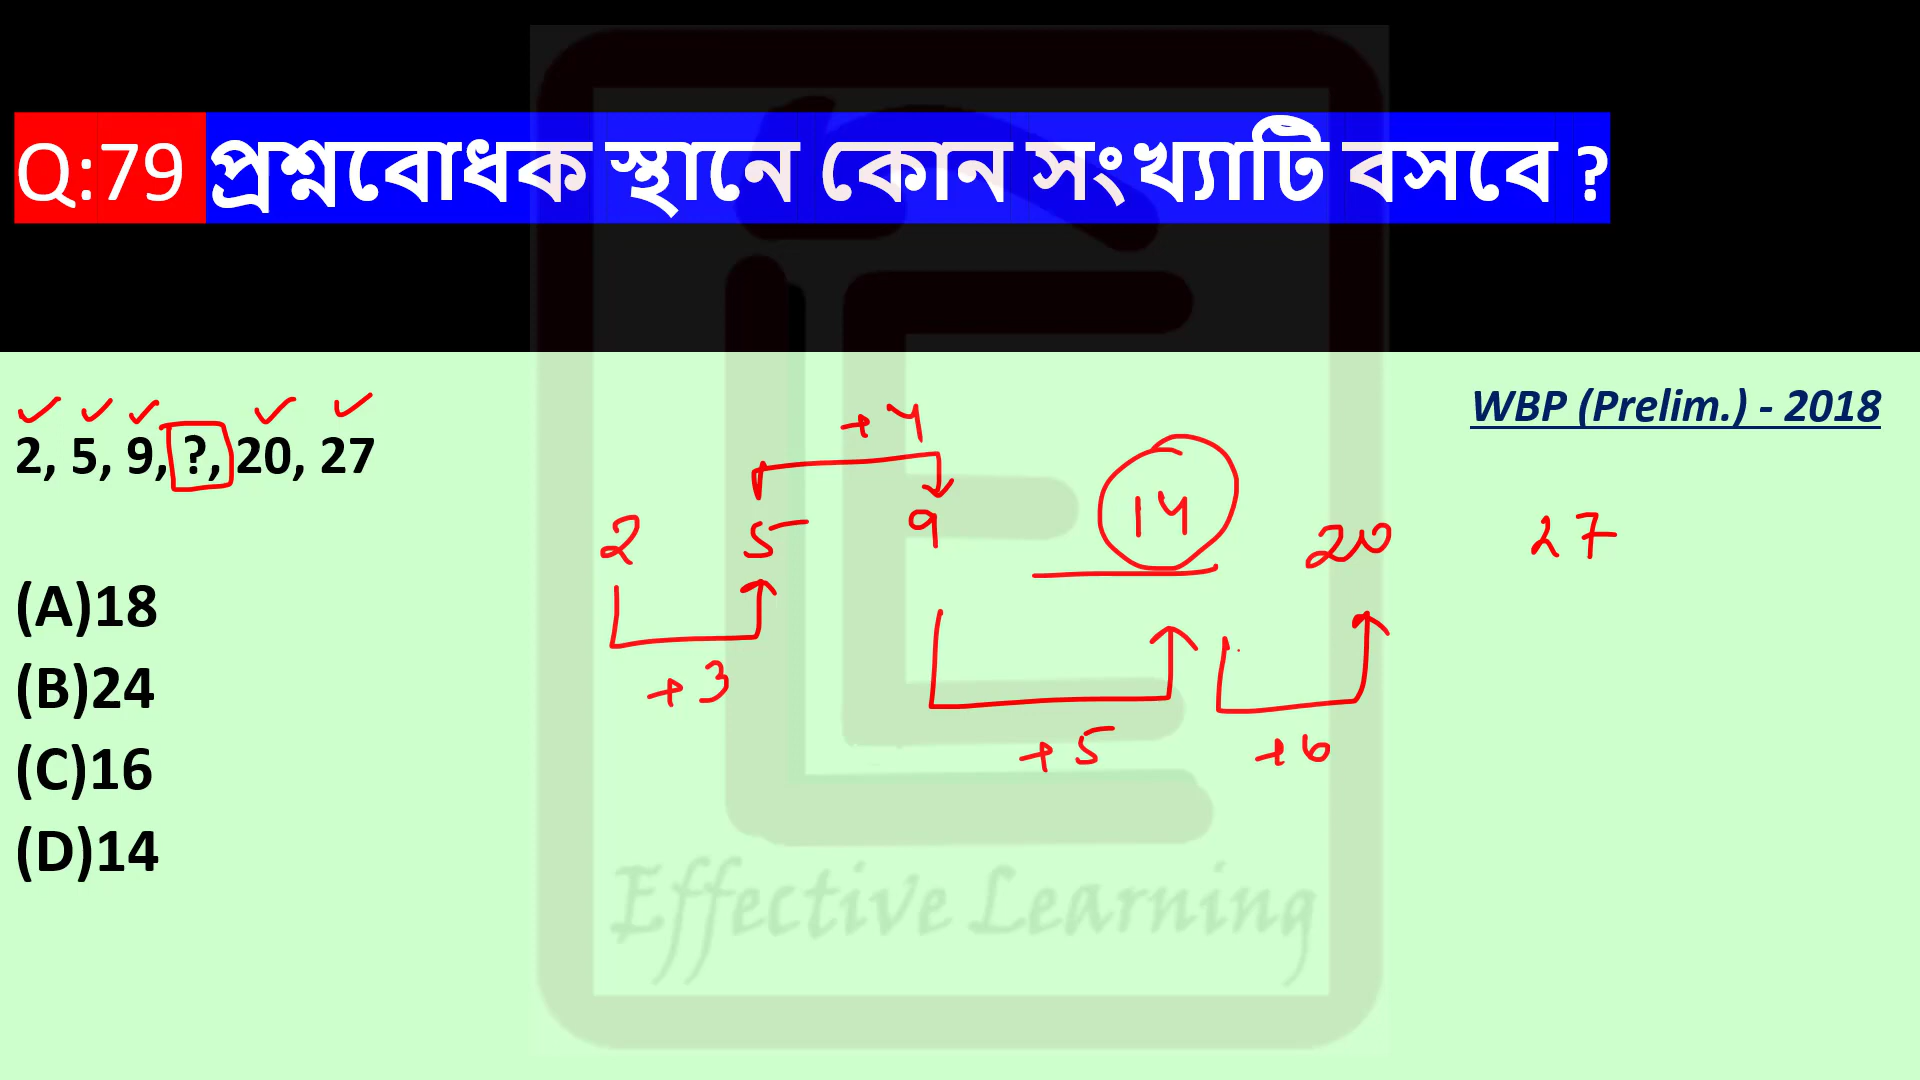 Q:79 প্রশ্নবোধক স্থানে কোন সংখ্যাটি বসবে ?
WBP (Prelim.) - 2018
2, 5, 9, ?, 20, 27
+4
2 5 9 14 20 27
+3 +5 +6
(A)18
(B)24
(C)16
(D)14
Effective Learning